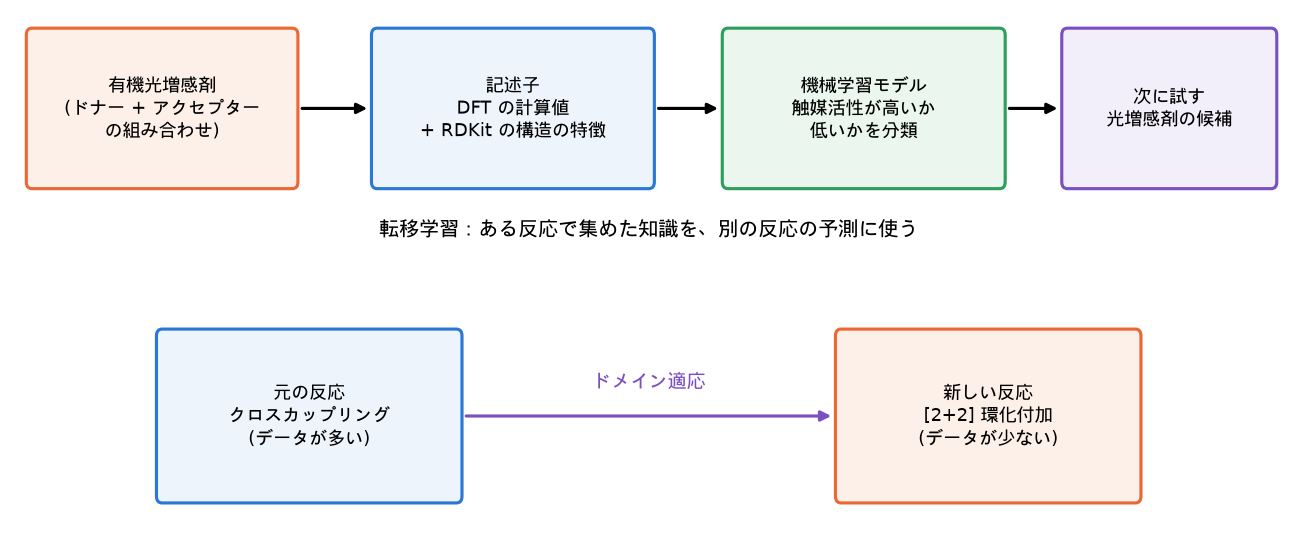 有機光増感剤
(ドナー + アクセプター
の組み合わせ)
記述子
DFT の計算値
+ RDKit の構造の特徴
機械学習モデル
触媒活性が高いか
低いかを分類
次に試す
光増感剤の候補
転移学習：ある反応で集めた知識を、別の反応の予測に使う
元の反応
クロスカップリング
(データが多い)
ドメイン適応
新しい反応
[2+2] 環化付加
(データが少ない)